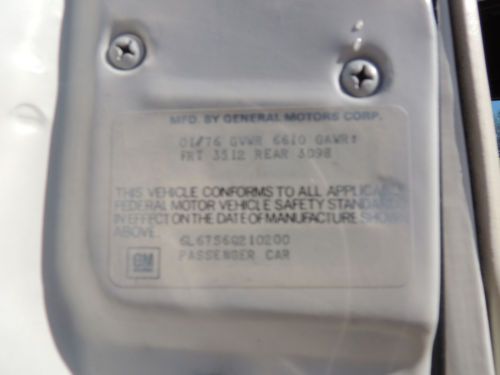 MFD. BY GENERAL MOTORS CORP.
01/76 GVWR 6610 GAWR:
FRT 3512 REAR 3098
THIS VEHICLE CONFORMS TO ALL APPLICABLE
FEDERAL MOTOR VEHICLE SAFETY STANDARDS
IN EFFECT ON THE DATE OF MANUFACTURE SHOWN
ABOVE
6L67S6Q210200
PASSENGER CAR
GM